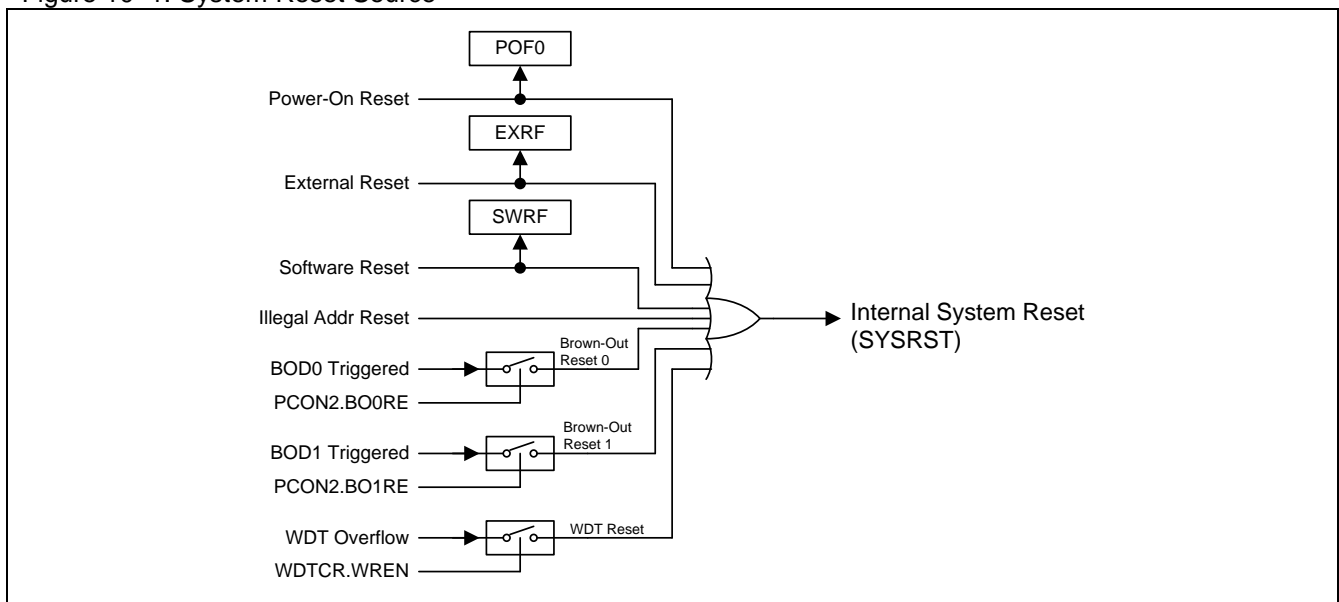 POF0
Power-On Reset
EXRF
External Reset
SWRF
Software Reset
Illegal Addr Reset
Internal System Reset
(SYSRST)
Brown-Out
Reset 0
BOD0 Triggered
PCON2.BO0RE
Brown-Out
Reset 1
BOD1 Triggered
PCON2.BO1RE
WDT Overflow
WDT Reset
WDTCR.WREN